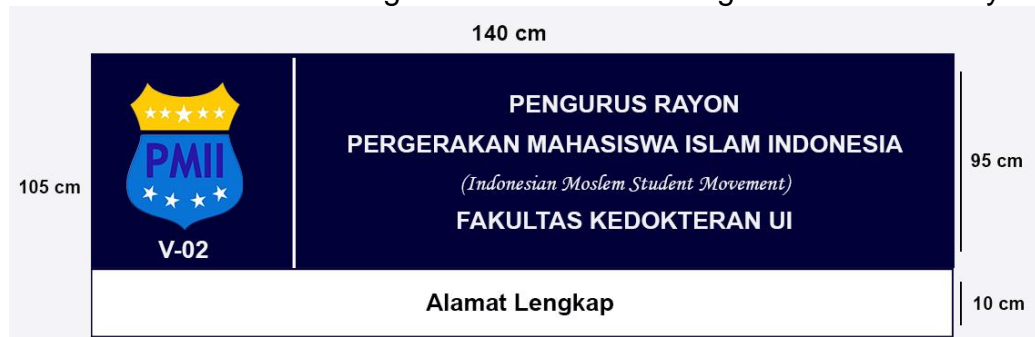 140 cm
PENGURUS RAYON
PERGERAKAN MAHASISWA ISLAM INDONESIA
(Indonesian Moslem Student Movement)
FAKULTAS KEDOKTERAN UI
PMII
V-02
105 cm
95 cm
Alamat Lengkap
10 cm